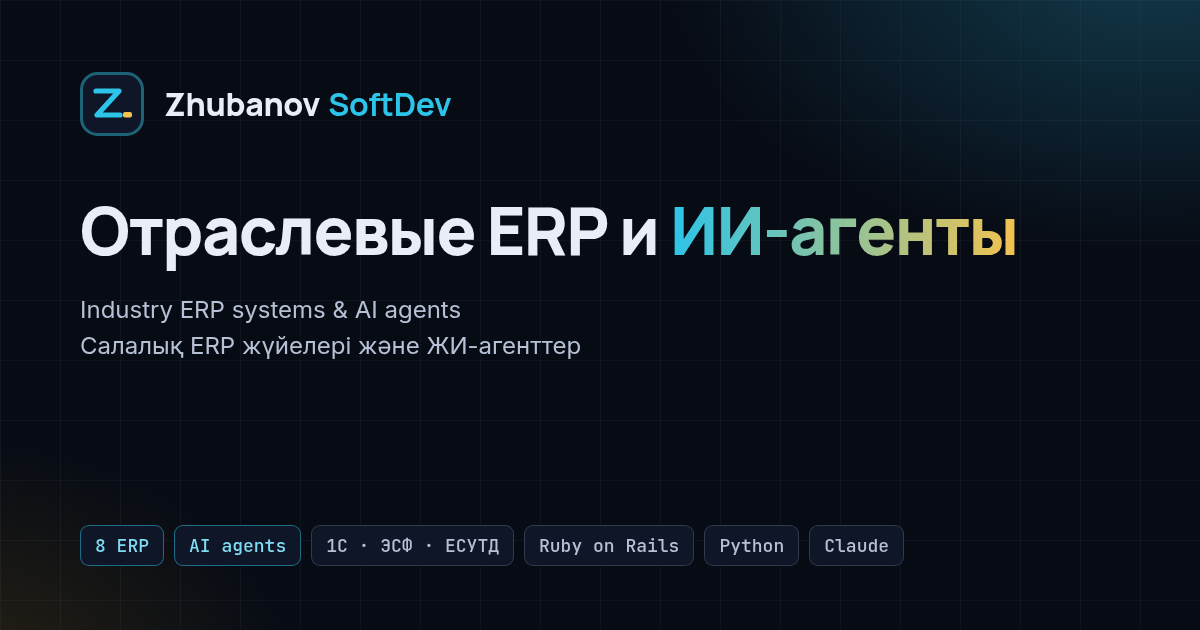 Z.
Zhubanov SoftDev
Отраслевые ERP и ИИ-агенты
Industry ERP systems & AI agents
Салалық ERP жүйелері және ЖИ-агенттер
8 ERP
AI agents
1С · ЭСФ · ЕСУТД
Ruby on Rails
Python
Claude